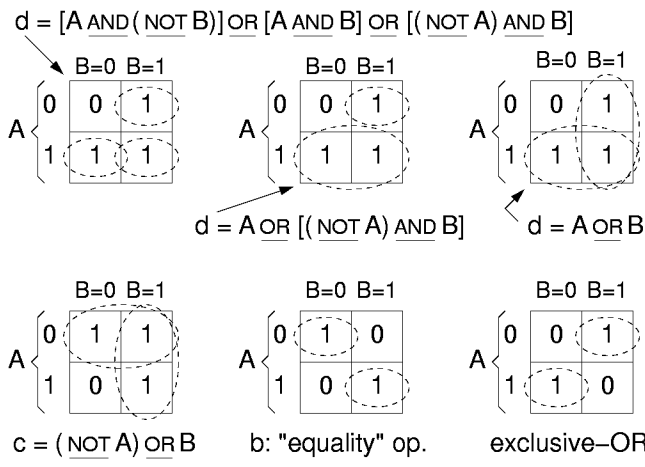 d = [A AND (NOT B)] OR [A AND B] OR [(NOT A) AND B]
B=0 B=1 B=0 B=1 B=0 B=1
0 0 1 0 0 1 0 0 1
A A A
1 1 1 1 1 1 1 1 1
d = A OR [(NOT A) AND B] d = A OR B
B=0 B=1 B=0 B=1 B=0 B=1
0 1 1 0 1 0 0 0 1
A A A
1 0 1 1 0 1 1 1 0
c = (NOT A) OR B b: "equality" op. exclusive–OR